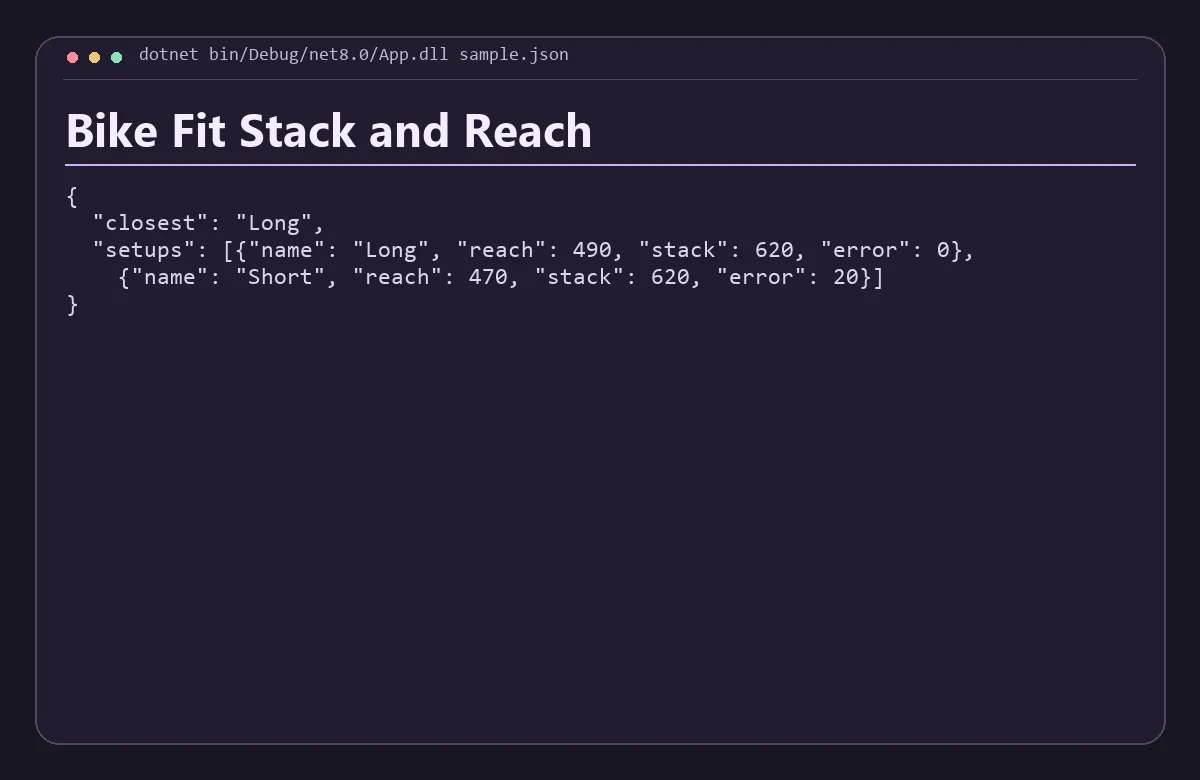 dotnet bin/Debug/net8.0/App.dll sample.json
Bike Fit Stack and Reach
{
  "closest": "Long",
  "setups": [{"name": "Long", "reach": 490, "stack": 620, "error": 0},
    {"name": "Short", "reach": 470, "stack": 620, "error": 20}]
}